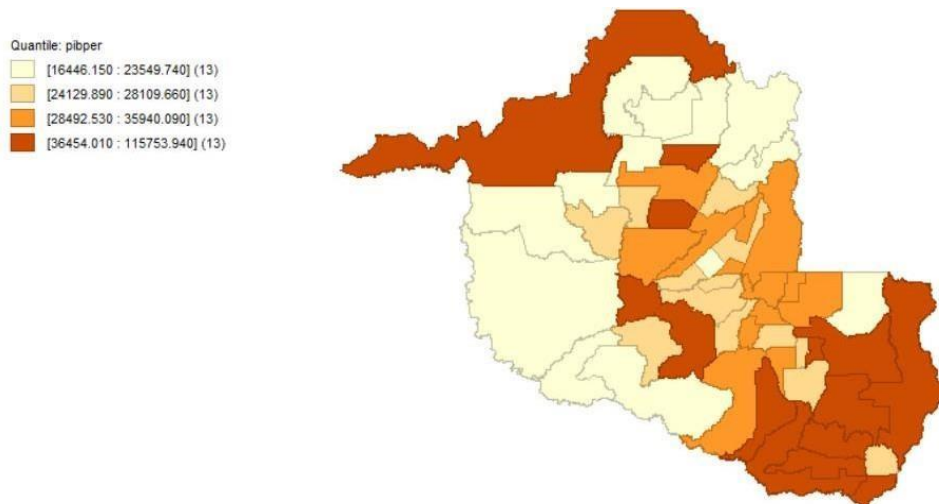 Quantile: pibper
[16446.150 : 23549.740] (13)
[24129.890 : 28109.660] (13)
[28492.530 : 35940.090] (13)
[36454.010 : 115753.940] (13)